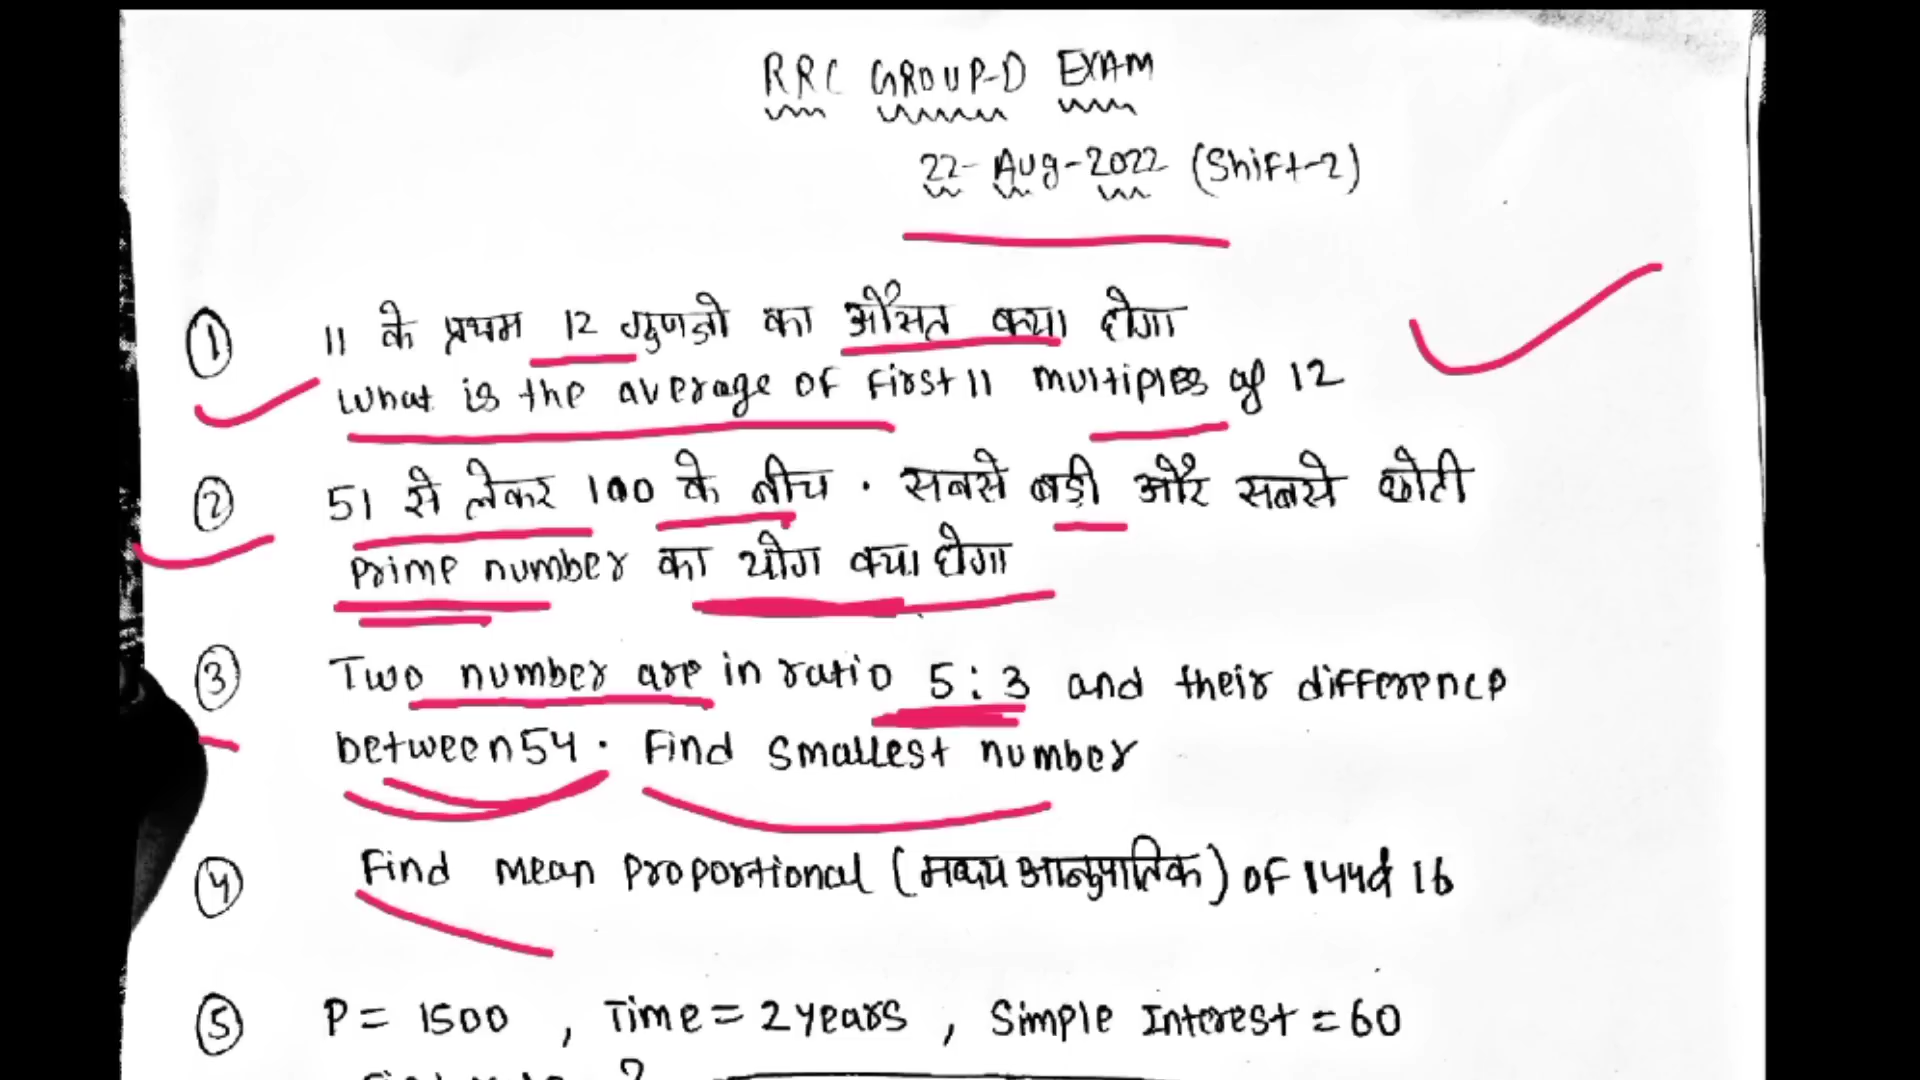 RRC GROUP-D EXAM
22-Aug-2022 (Shift-2)
① 11 के प्रथम 12 गुणजो का औसत क्या होगा
What is the average of first 11 multiples of 12
② 51 से लेकर 100 के बीच . सबसे बड़ी और सबसे छोटी
prime number का योग क्या होगा
③ Two number are in ratio 5:3 and their difference
between 54 . Find smallest number
④ Find mean proportional (मध्य आनुपातिक) of 144 & 16
⑤ P = 1500 , Time = 2 years , Simple Interest = 60